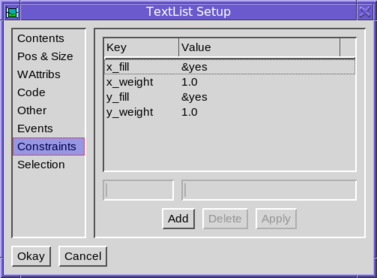 TextList Setup
Contents
Pos & Size
WAttribs
Code
Other
Events
Constraints
Selection
Key Value
x_fill &yes
x_weight 1.0
y_fill &yes
y_weight 1.0
Add Delete Apply
Okay Cancel